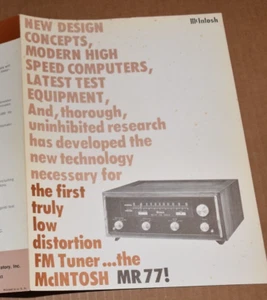 McIntosh
NEW DESIGN
CONCEPTS,
MODERN HIGH
SPEED COMPUTERS,
LATEST TEST
EQUIPMENT,
And, thorough,
uninhibited research
has developed the
new technology
necessary for
the first
truly
low
distortion
FM Tuner...the
McINTOSH MR77!
Inc.